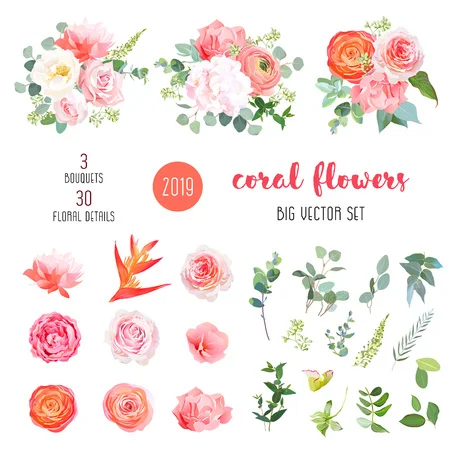 3
BOUQUETS
30
FLORAL DETAILS
2019
coral flowers
BIG VECTOR SET